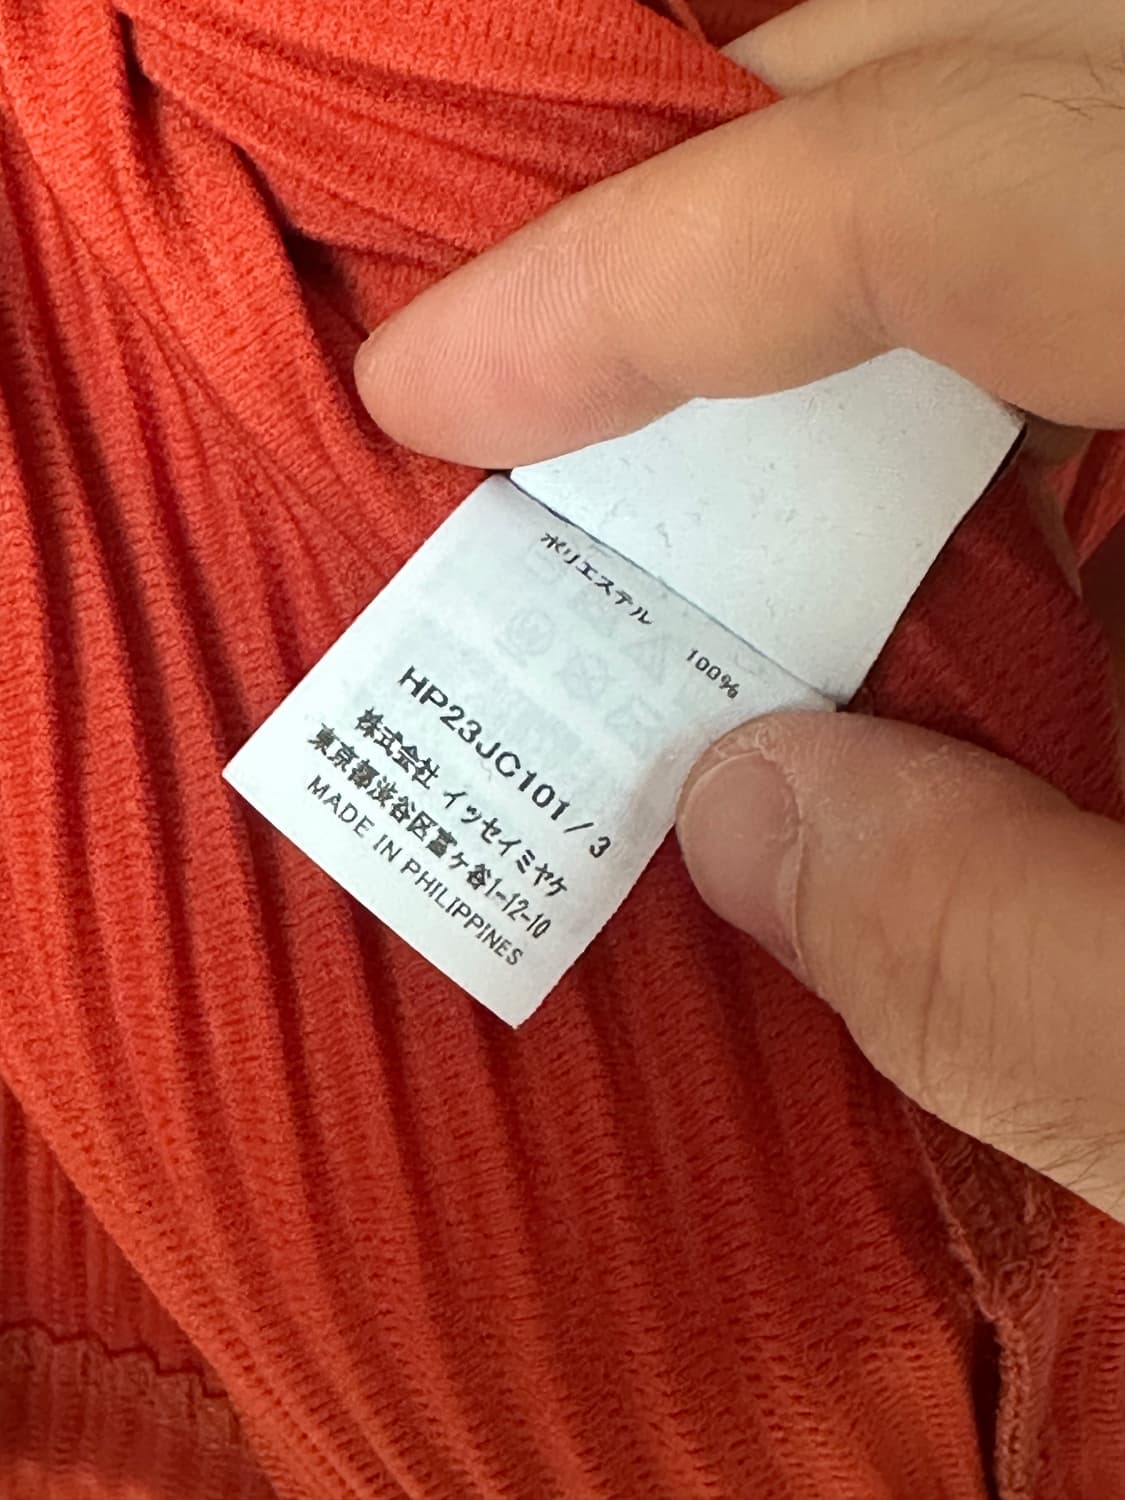 ポリエステル 100%
HP23JC101/3
株式会社 イッセイミヤケ
東京都渋谷区富ヶ谷1-12-10
MADE IN PHILIPPINES